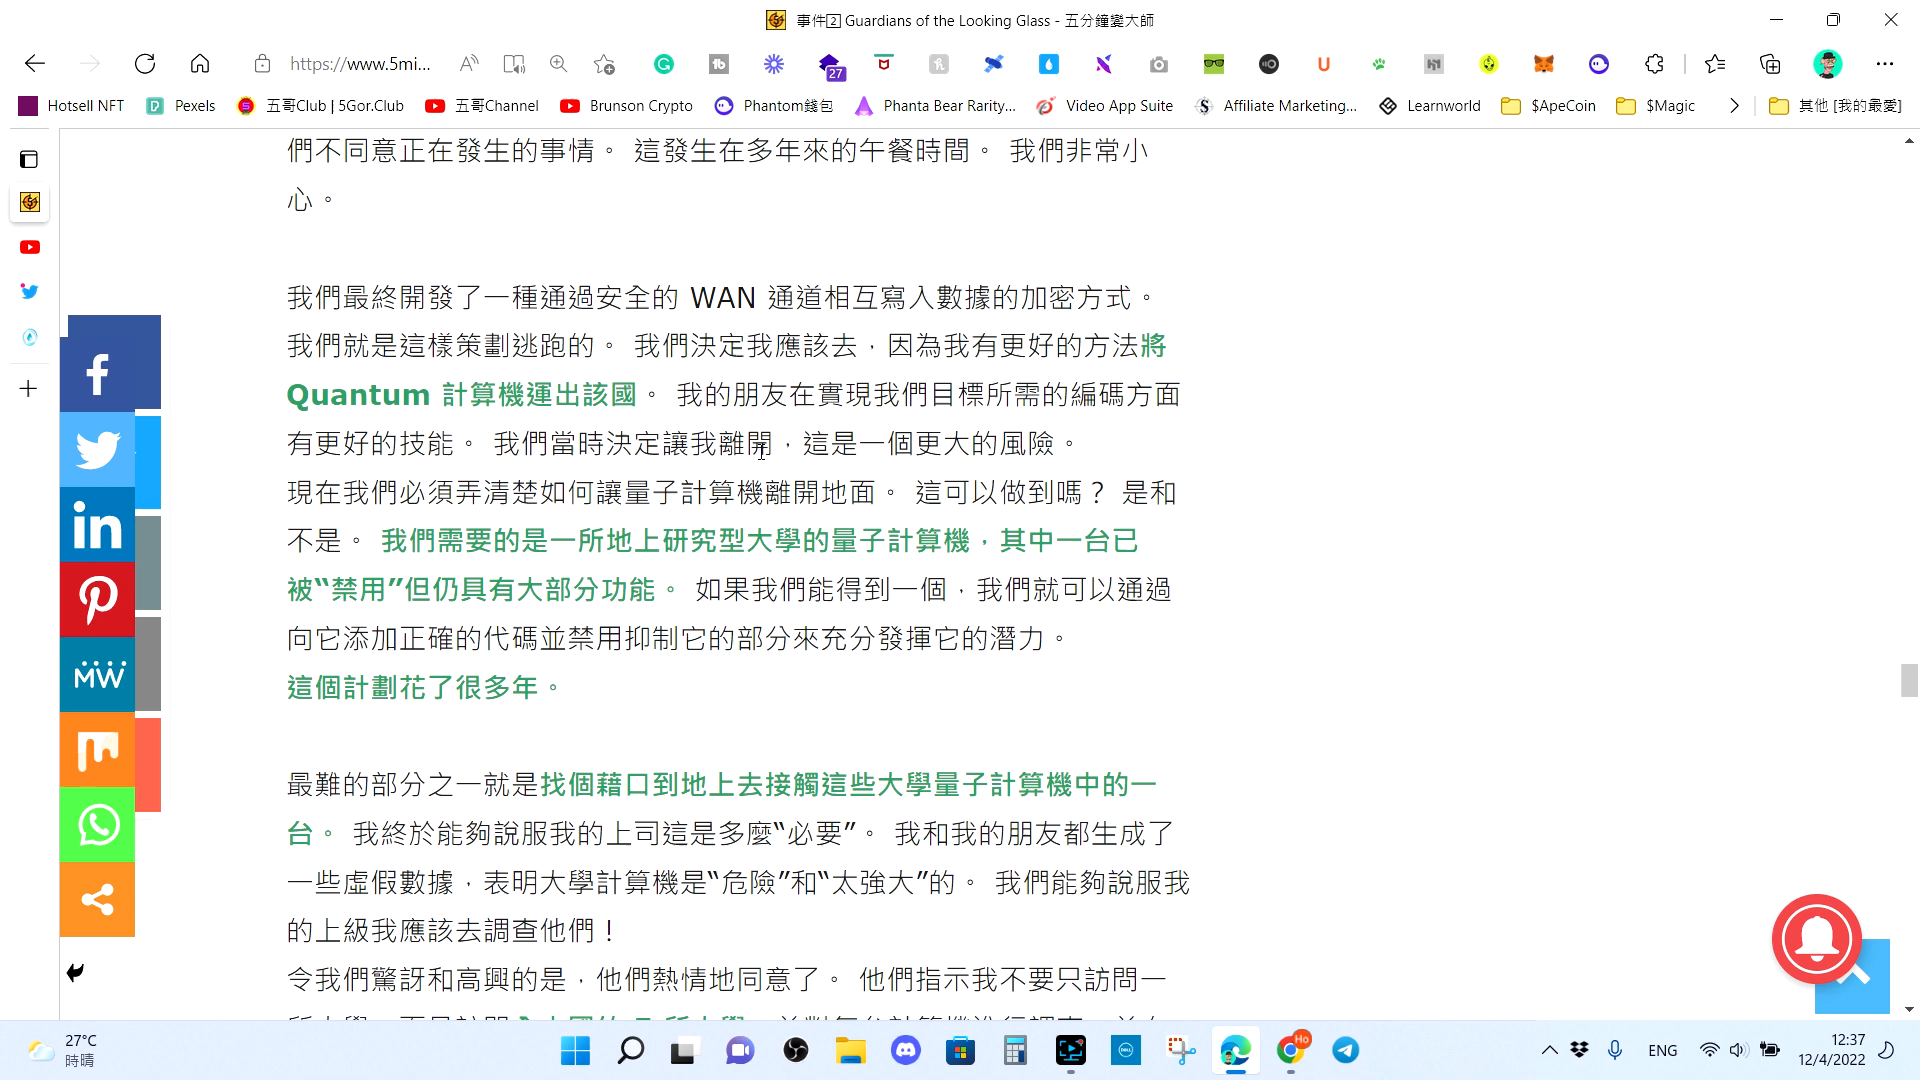 事件2 Guardians of the Looking Glass - 五分鐘變大師
https://www.5mi...
27
Hotsell NFT
Pexels
五哥Club | 5Gor.Club
五哥Channel
Brunson Crypto
Phantom錢包
Phanta Bear Rarity...
Video App Suite
Affiliate Marketing...
Learnworld
$ApeCoin
$Magic
其他 [我的最愛]
們不同意正在發生的事情。 這發生在多年來的午餐時間。 我們非常小
心。
我們最終開發了一種通過安全的 WAN 通道相互寫入數據的加密方式。
我們就是這樣策劃逃跑的。 我們決定我應該去，因為我有更好的方法將
Quantum 計算機運出該國。 我的朋友在實現我們目標所需的編碼方面
有更好的技能。 我們當時決定讓我離開，這是一個更大的風險。
現在我們必須弄清楚如何讓量子計算機離開地面。 這可以做到嗎？ 是和
不是。 我們需要的是一所地上研究型大學的量子計算機，其中一台已
被“禁用”但仍具有大部分功能。 如果我們能得到一個，我們就可以通過
向它添加正確的代碼並禁用抑制它的部分來充分發揮它的潛力。
這個計劃花了很多年。
最難的部分之一就是找個藉口到地上去接觸這些大學量子計算機中的一
台。 我終於能夠說服我的上司這是多麼“必要”。 我和我的朋友都生成了
一些虛假數據，表明大學計算機是“危險”和“太強大”的。 我們能夠說服我
的上級我應該去調查他們！
令我們驚訝和高興的是，他們熱情地同意了。 他們指示我不要只訪問一
27°C
時晴
ENG
12:37
12/4/2022